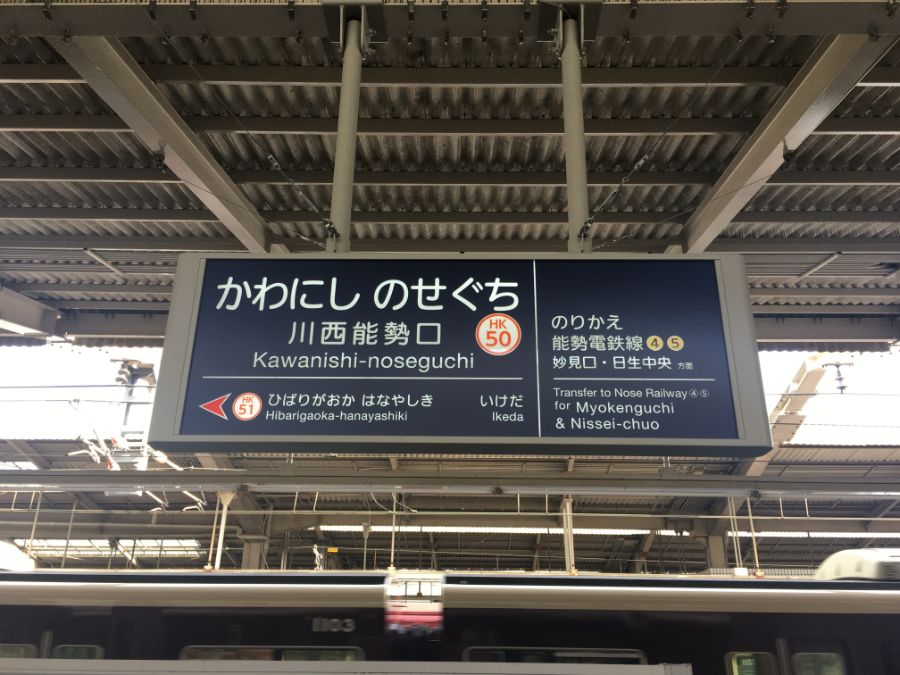 かわにし のせぐち
川西能勢口
HK
50
Kawanishi-noseguchi
HK
51
ひばりがおか はなやしき
Hibarigaoka-hanayashiki
いけだ
Ikeda
のりかえ
能勢電鉄線④⑤
妙見口・日生中央 方面
Transfer to Nose Railway④⑤
for Myokenguchi
& Nissei-chuo
1103